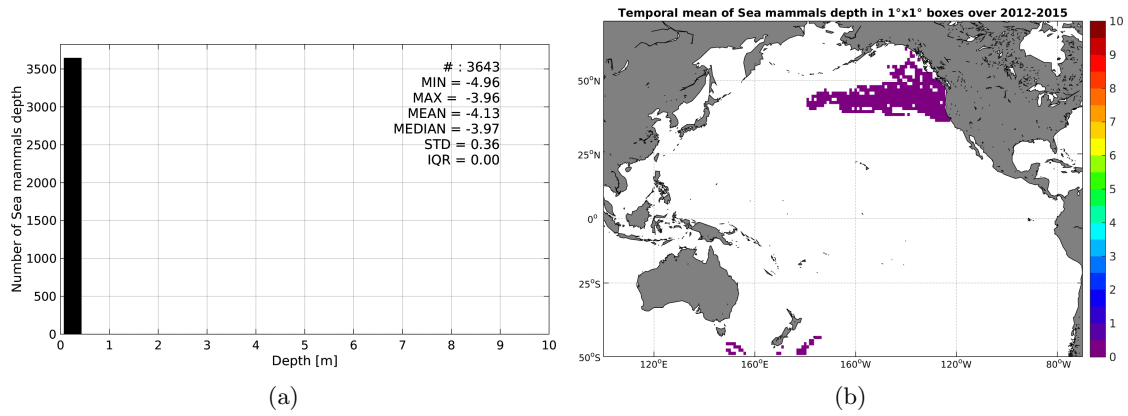 Temporal mean of Sea mammals depth in 1°x1° boxes over 2012-2015
Number of Sea mammals depth
3500
3000
2500
2000
1500
1000
500
0
# : 3643
MIN = -4.96
MAX = -3.96
MEAN = -4.13
MEDIAN = -3.97
STD = 0.36
IQR = 0.00
0 1 2 3 4 5 6 7 8 9 10
Depth [m]
(a)
50°N
25°N
0°
25°S
50°S
120°E 160°E 160°W 120°W 80°W
10
9
8
7
6
5
4
3
2
1
0
(b)